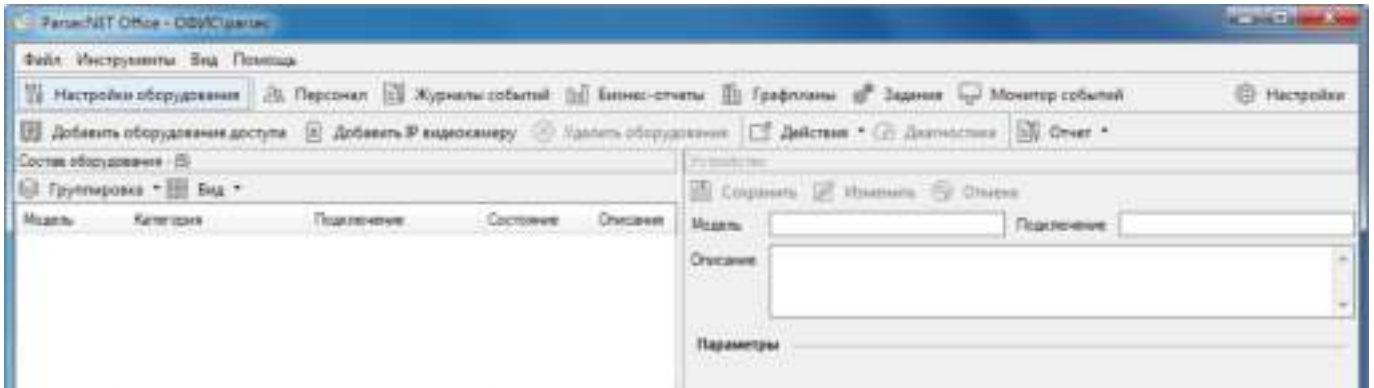 ParsecNET Office - ОФИС\parsec
Файл Инструменты Вид Помощь
Настройки оборудования Персонал Журналы событий Бизнес-отчеты Графпланы Задания Монитор событий Настройки
Добавить оборудование доступа Добавить IP видеокамеру Удалить оборудование Действия Диагностика Отчет
Состав оборудования
Устройство
Группировка Вид
Сохранить Изменить Отмена
Модель Категория Подключение Состояние Описание
Модель Подключение
Описание
Параметры